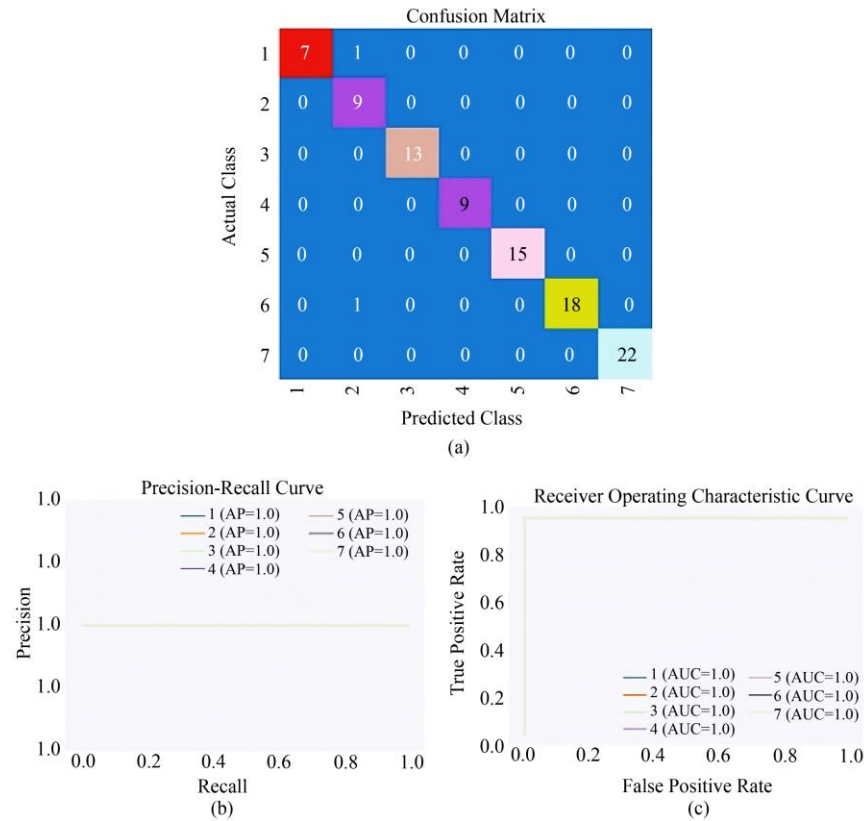 Confusion Matrix
Actual Class
1 7 1 0 0 0 0 0
2 0 9 0 0 0 0 0
3 0 0 13 0 0 0 0
4 0 0 0 9 0 0 0
5 0 0 0 0 15 0 0
6 0 1 0 0 0 18 0
7 0 0 0 0 0 0 22
1 2 3 4 5 6 7
Predicted Class
(a)
Precision-Recall Curve
Precision
1.0
1.0
1.0
1.0
1.0
1 (AP=1.0) 5 (AP=1.0)
2 (AP=1.0) 6 (AP=1.0)
3 (AP=1.0) 7 (AP=1.0)
4 (AP=1.0)
0.0 0.2 0.4 0.6 0.8 1.0
Recall
(b)
Receiver Operating Characteristic Curve
True Positive Rate
1.0
0.8
0.6
0.4
0.2
0.0
1 (AUC=1.0) 5 (AUC=1.0)
2 (AUC=1.0) 6 (AUC=1.0)
3 (AUC=1.0) 7 (AUC=1.0)
4 (AUC=1.0)
0.0 0.2 0.4 0.6 0.8 1.0
False Positive Rate
(c)